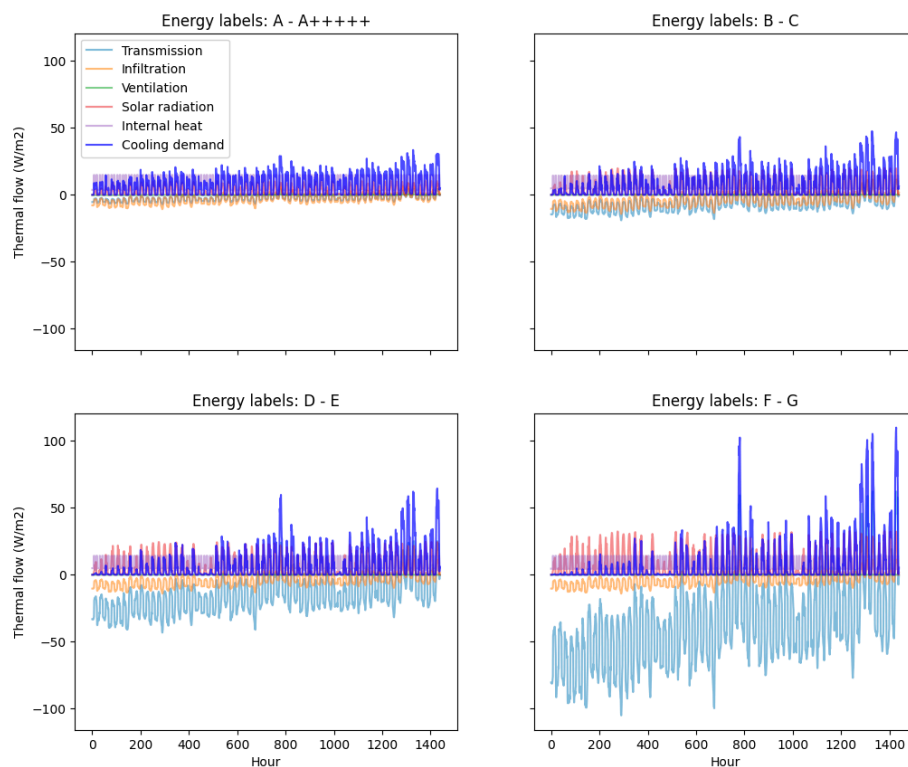 Energy labels: A - A+++++
Energy labels: B - C
Transmission
Infiltration
Ventilation
Solar radiation
Internal heat
Cooling demand
Thermal flow (W/m2)
100
50
0
−50
−100
Energy labels: D - E
Energy labels: F - G
Thermal flow (W/m2)
100
50
0
−50
−100
0 200 400 600 800 1000 1200 1400
Hour
0 200 400 600 800 1000 1200 1400
Hour